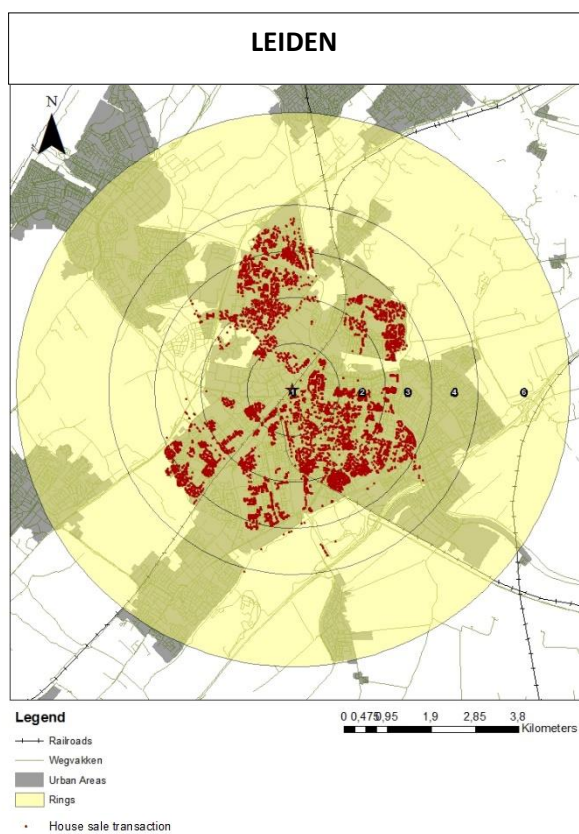 LEIDEN
N
1 2 3 4
Legend
0 0,475 0,95 1,9 2,85 3,8
Kilometers
Railroads
Wegvakken
Urban Areas
Rings
House sale transaction